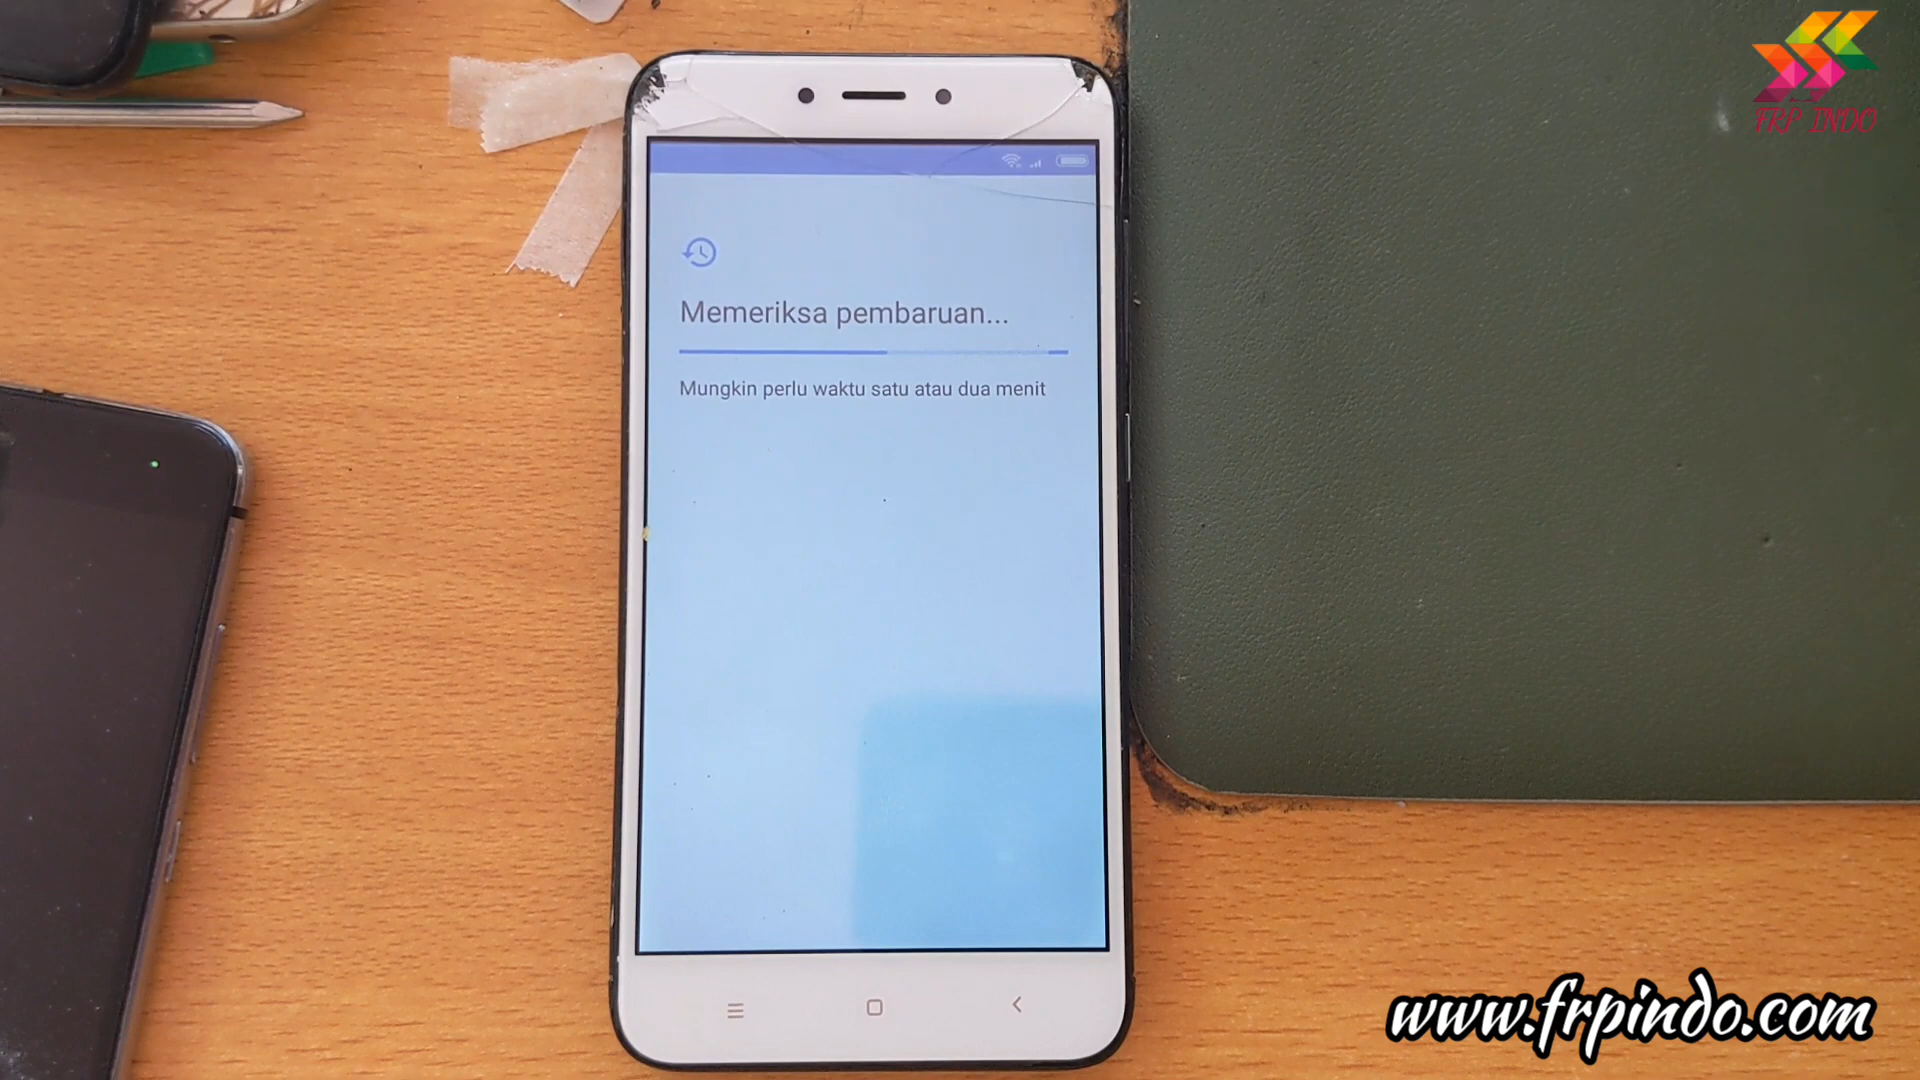 FRP INDO
Memeriksa pembaruan...
Mungkin perlu waktu satu atau dua menit
www.frpindo.com